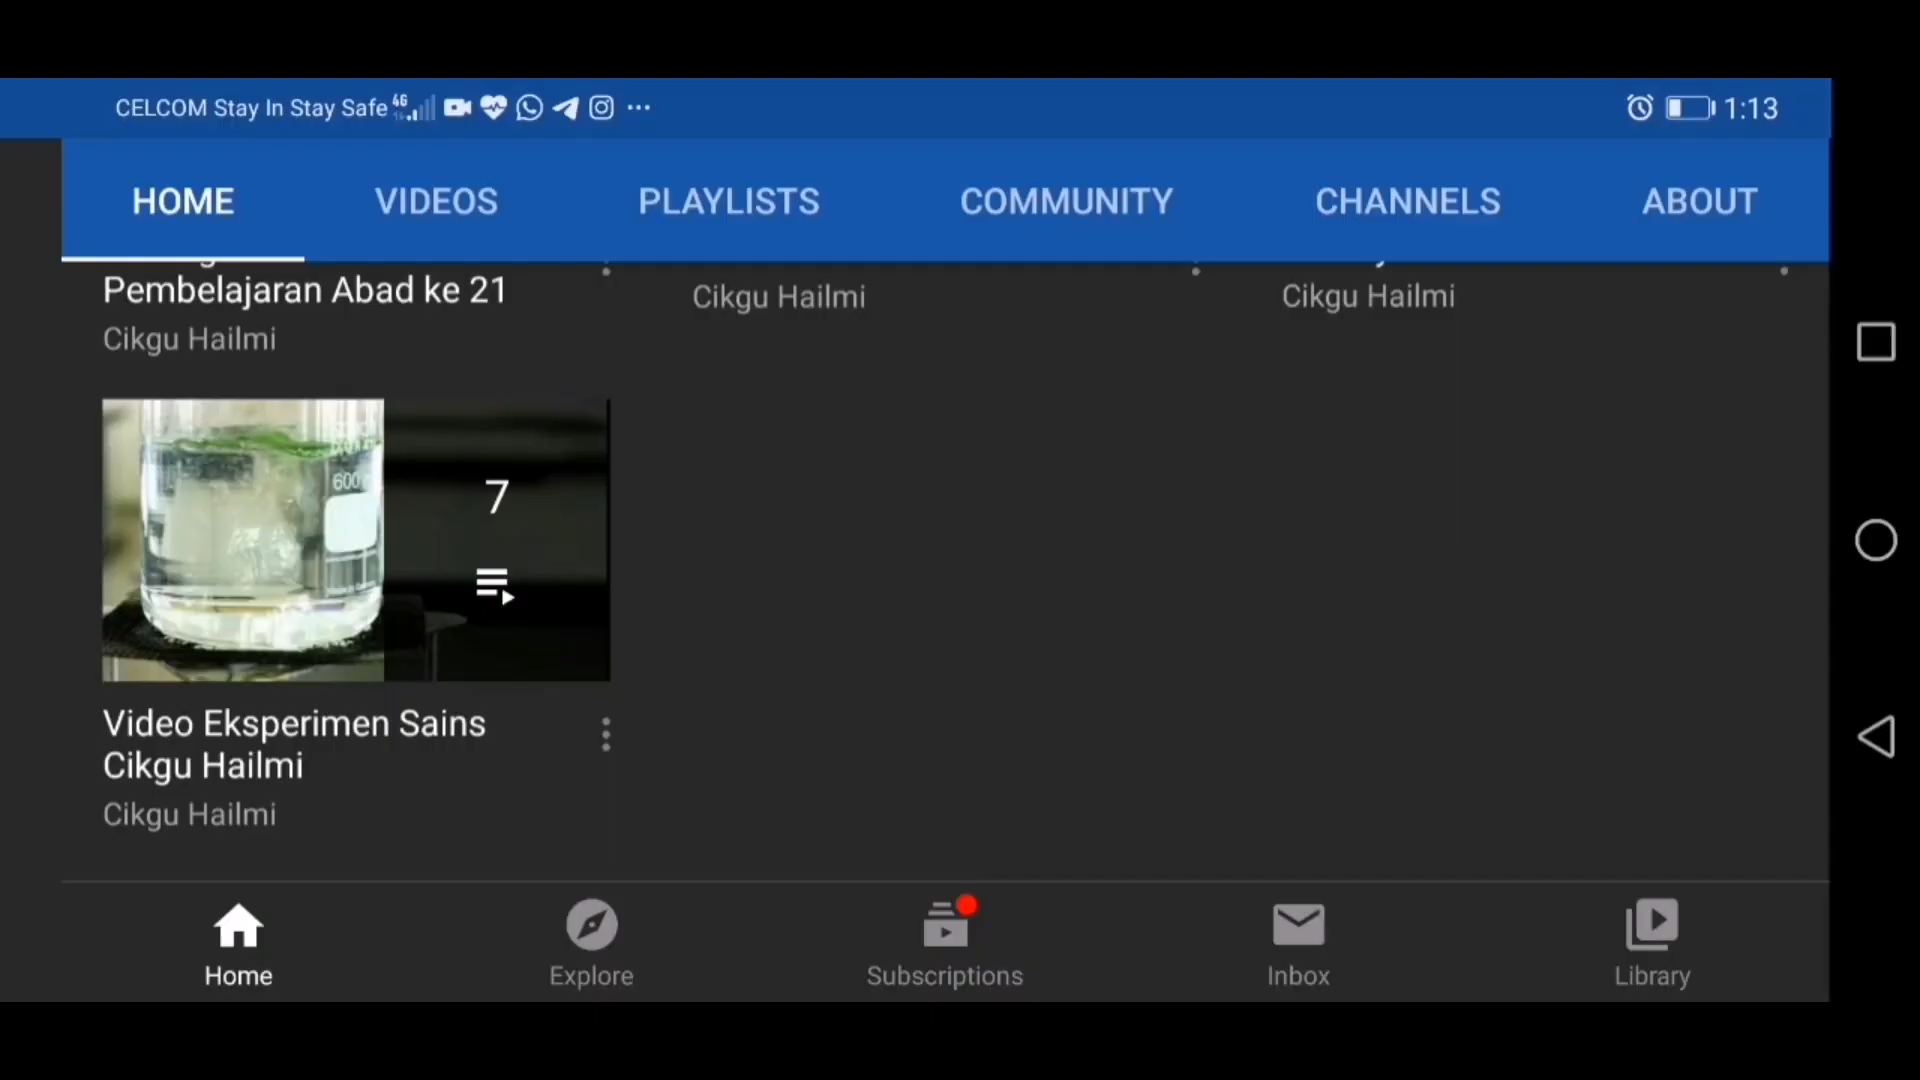 CELCOM Stay In Stay Safe 4G 1:13
HOME VIDEOS PLAYLISTS COMMUNITY CHANNELS ABOUT
Pembelajaran Abad ke 21
Cikgu Hailmi
Cikgu Hailmi
Cikgu Hailmi
600
7
Video Eksperimen Sains
Cikgu Hailmi
Cikgu Hailmi
Home Explore Subscriptions Inbox Library